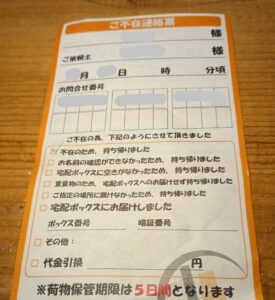 ご不在連絡票
様
ご依頼主 様
月 日 時 分頃
お問合せ番号
ご不在の為、下記のようにさせて頂きました
不在のため、持ち帰りました
お名前の確認ができなかったため、持ち帰りました
宅配ボックスに空きがなかったため、持ち帰りました
重量物のため、宅配ボックスへのお届けせず持ち帰りました
ご指定の場所に置けなかったため、持ち帰りました
宅配ボックスにお届けしました
ボックス番号 暗証番号
その他:
代金引換 円
※荷物保管期限は5日間となります